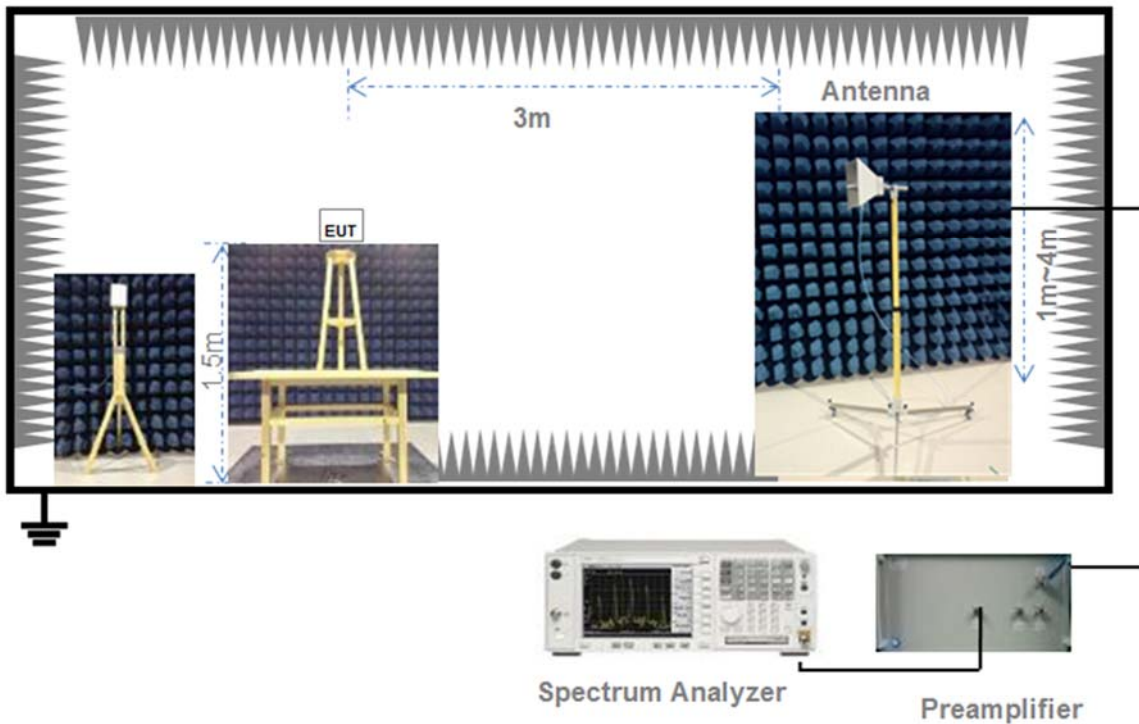 Antenna
3m
EUT
1.5m
1m~4m
Spectrum Analyzer
Preamplifier